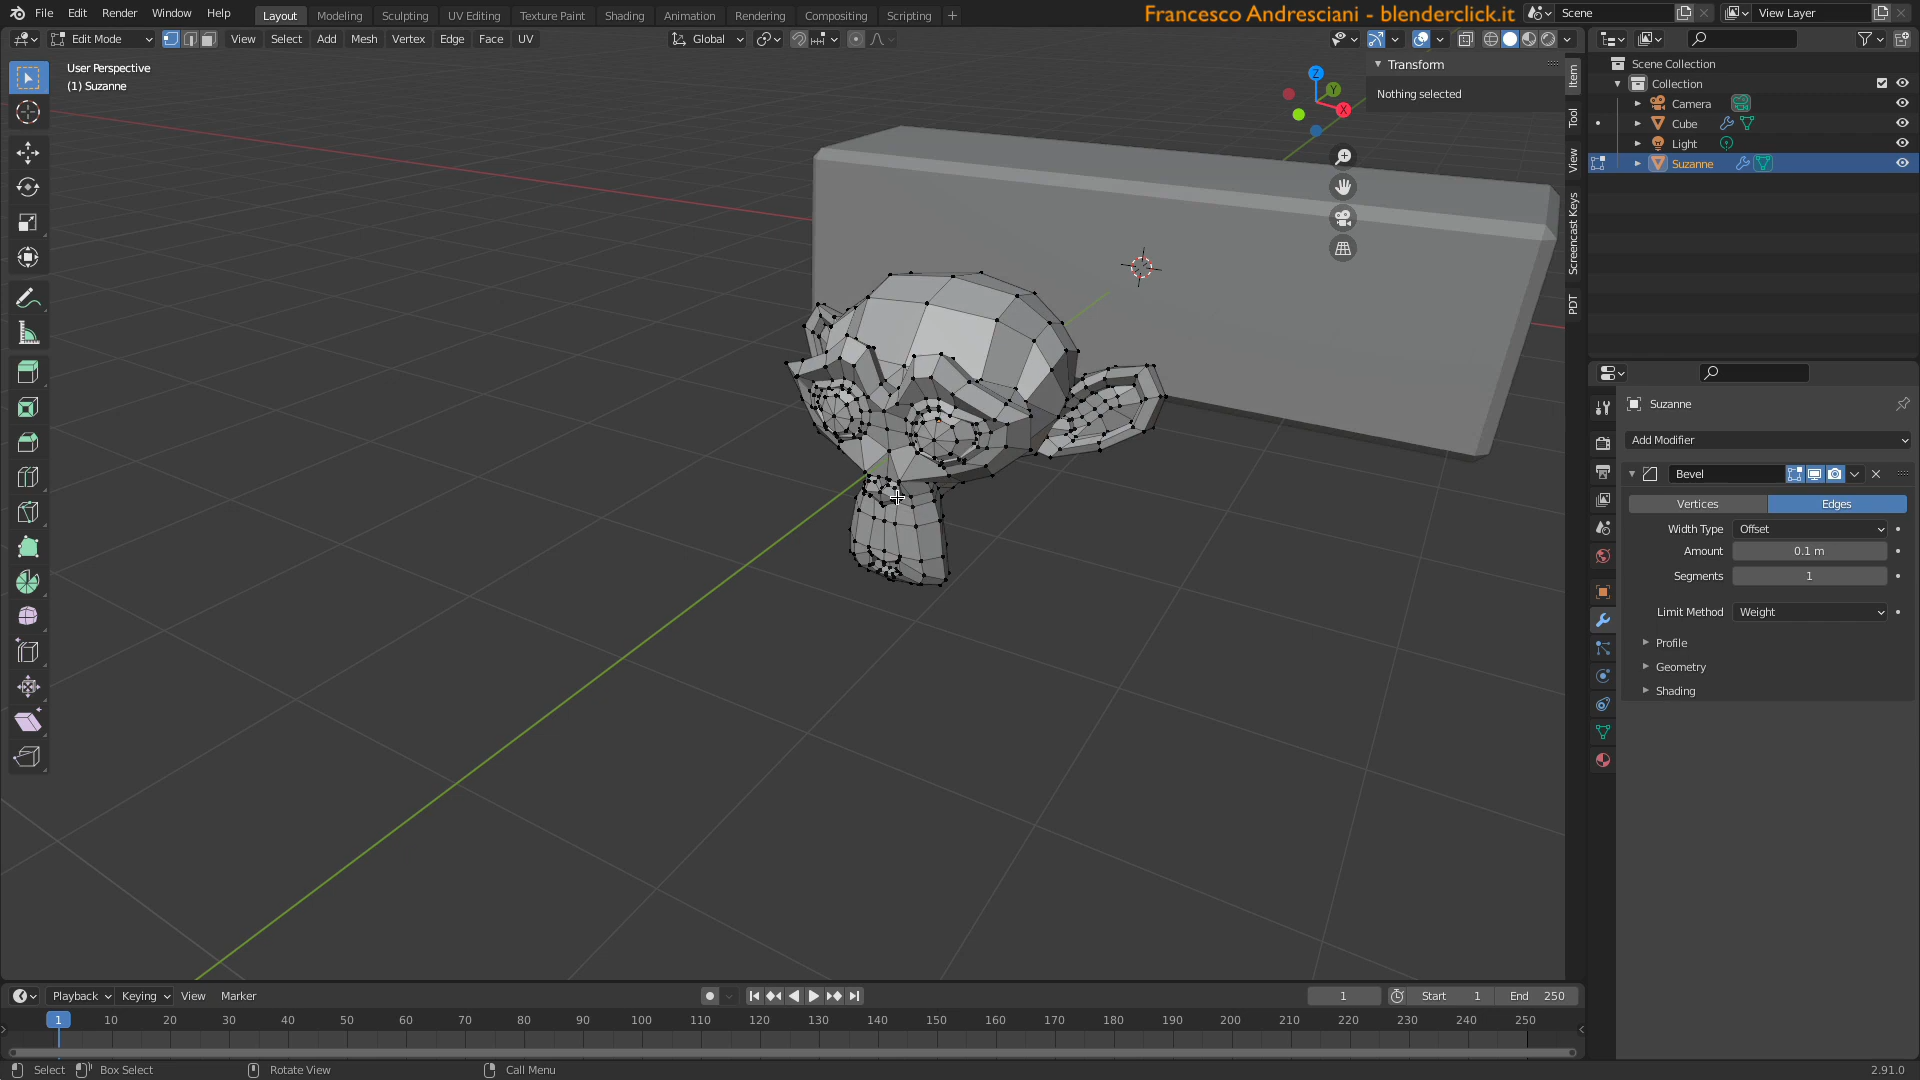 File Edit Render Window Help
Layout Modeling Sculpting UV Editing Texture Paint Shading Animation Rendering Compositing Scripting
Francesco Andresciani - blenderclick.it
Scene
View Layer
Edit Mode
View Select Add Mesh Vertex Edge Face UV
Global
User Perspective
(1) Suzanne
Transform
Nothing selected
Item
Tool
View
Screencast Keys
PDT
Z
Y
X
Scene Collection
Collection
Camera
Cube
Light
Suzanne
Suzanne
Add Modifier
Bevel
Vertices Edges
Width Type Offset
Amount 0.1 m
Segments 1
Limit Method Weight
Profile
Geometry
Shading
Playback Keying View Marker
1
Start 1 End 250
1 10 20 30 40 50 60 70 80 90 100 110 120 130 140 150 160 170 180 190 200 210 220 230 240 250
Select Box Select Rotate View Call Menu
2.91.0